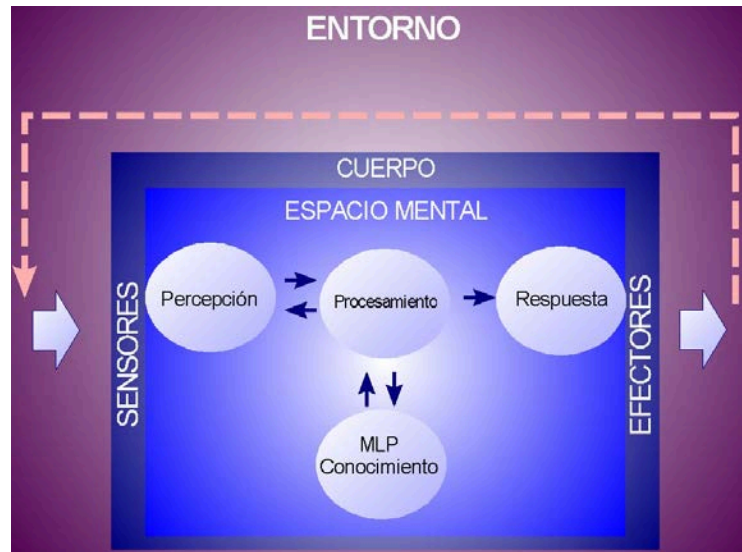 ENTORNO
CUERPO
ESPACIO MENTAL
SENSORES
Percepción
Procesamiento
Respuesta
EFECTORES
MLP
Conocimiento